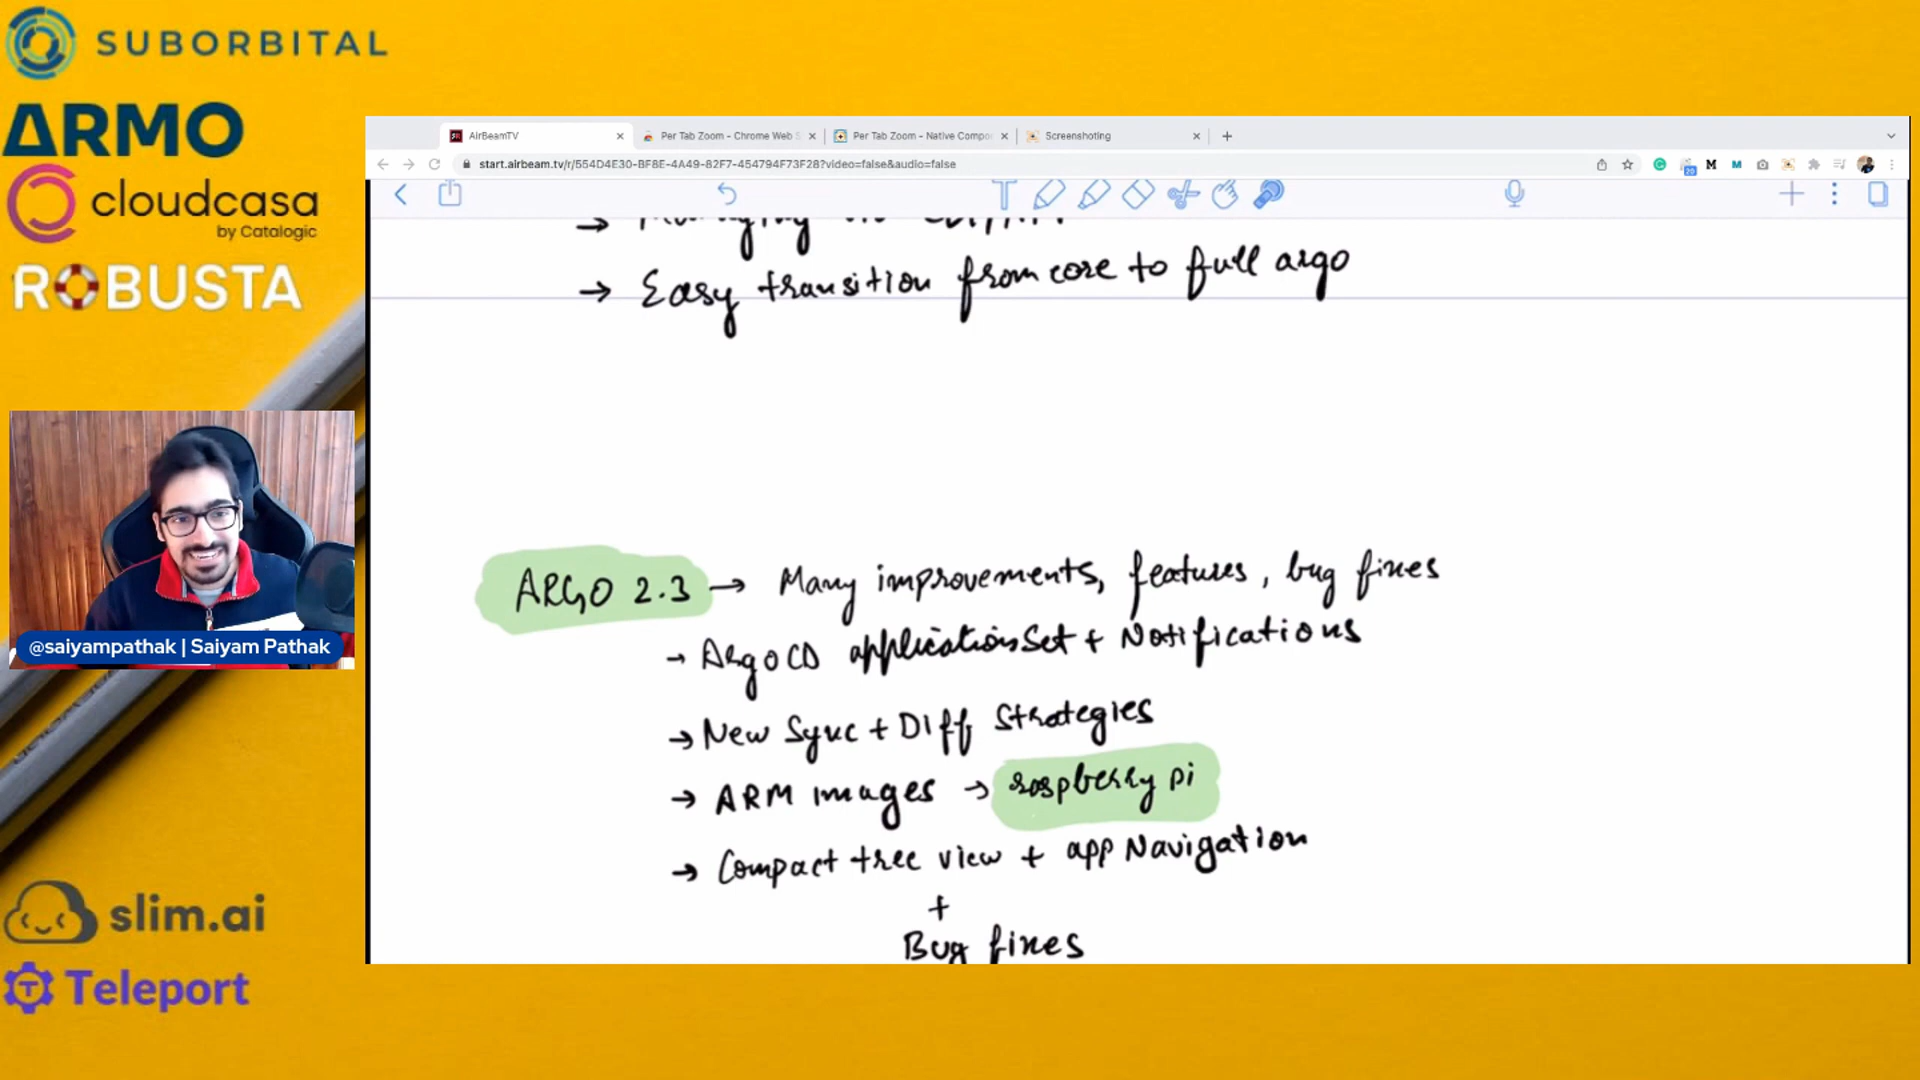 SUBORBITAL
ARMO
cloudcasa
by Catalogic
ROBUSTA
@saiyampathak | Saiyam Pathak
slim.ai
Teleport
AirBeamTV
Per Tab Zoom - Chrome Web S
Per Tab Zoom - Native Compo
Screenshoting
start.airbeam.tv/r/554D4E30-BF8E-4A49-82F7-454794F73F28?video=false&audio=false
→ Easy transition from core to full argo
ARGO 2.3 → Many improvements, features, bug fixes
→ ArgoCD applicationSet + Notifications
→ New Sync + Diff Strategies
→ ARM images → raspberry pi
→ Compact tree view + app Navigation
+
Bug fixes